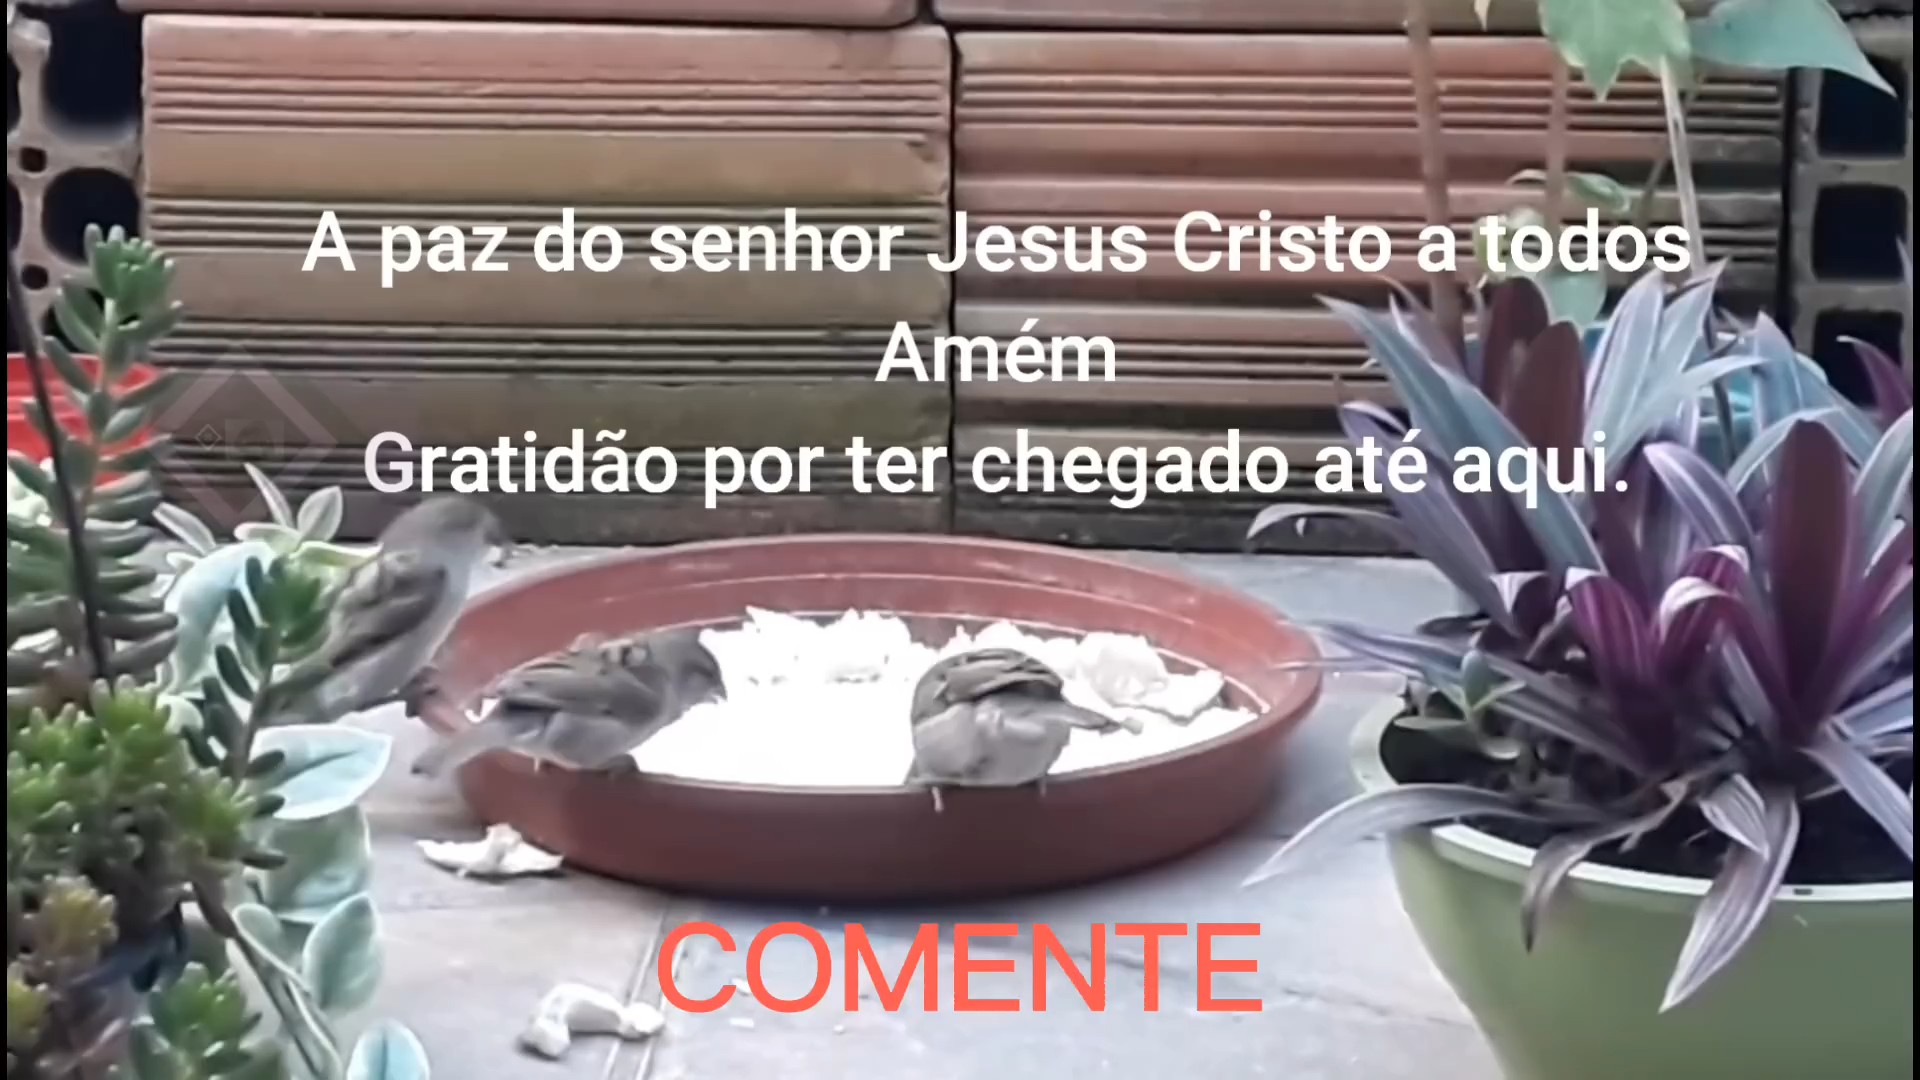 A paz do senhor Jesus Cristo a todos
Amém
Gratidão por ter chegado até aqui.
COMENTE